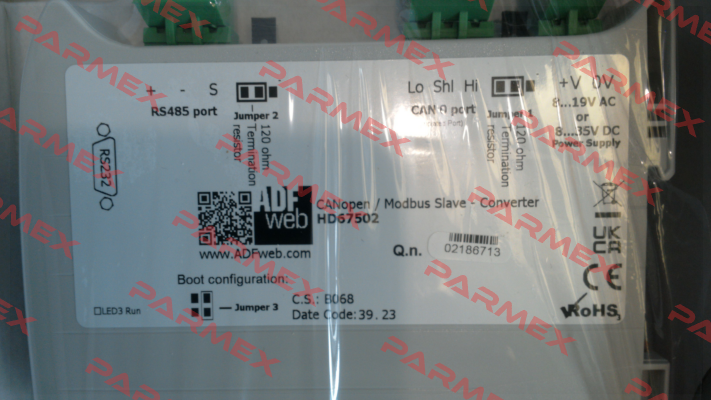 PARMEX
+ - S
RS485 port
Jumper 2
120 ohm
Termination
resistor
Lo Shl Hi
CAN 0 port
Jumper 1
120 ohm
Termination
resistor
+V 0V
8...19V AC
or
8...35V DC
Power Supply
RS232
ADF
web
www.ADFweb.com
CANopen / Modbus Slave - Converter
HD67502
Q.n.
02186713
UK
CA
CE
RoHS
Boot configuration:
Jumper 3
LED3 Run
C.S.: B068
Date Code: 39.23